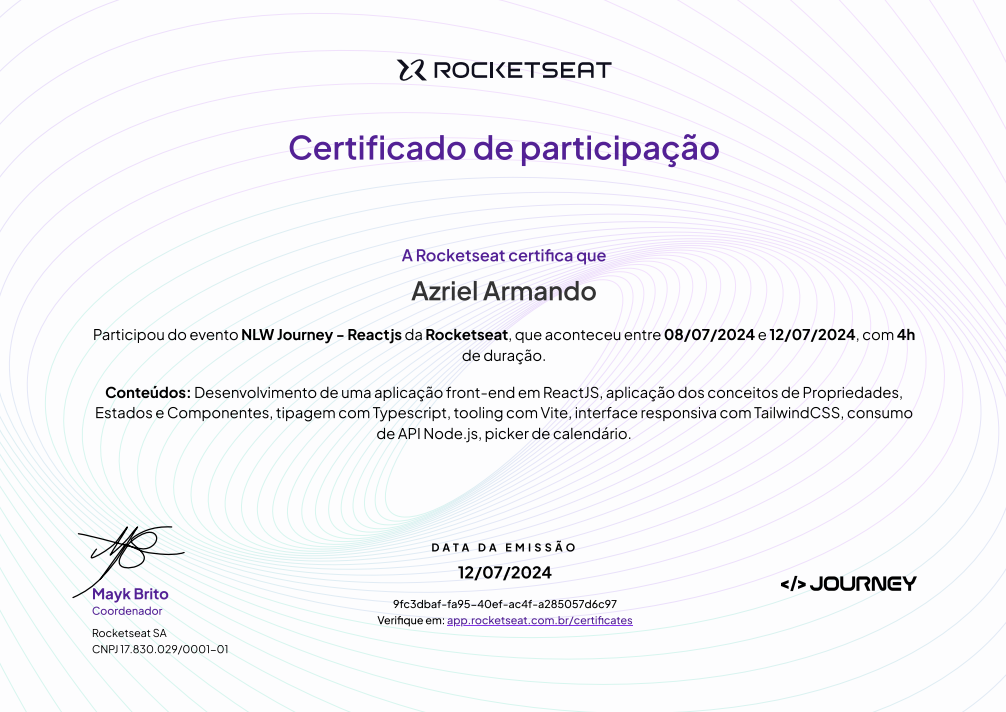 ROCKETSEAT
Certificado de participação
A Rocketseat certifica que
Azriel Armando
Participou do evento NLW Journey - Reactjs da Rocketseat, que aconteceu entre 08/07/2024 e 12/07/2024, com 4h
de duração.
Conteúdos: Desenvolvimento de uma aplicação front-end em ReactJS, aplicação dos conceitos de Propriedades,
Estados e Componentes, tipagem com Typescript, tooling com Vite, interface responsiva com TailwindCSS, consumo
de API Node.js, picker de calendário.
Mayk Brito
Coordenador
Rocketseat SA
CNPJ 17.830.029/0001-01
DATA DA EMISSÃO
12/07/2024
9fc3dbaf-fa95-40ef-ac4f-a285057d6c97
Verifique em: app.rocketseat.com.br/certificates
</> JOURNEY